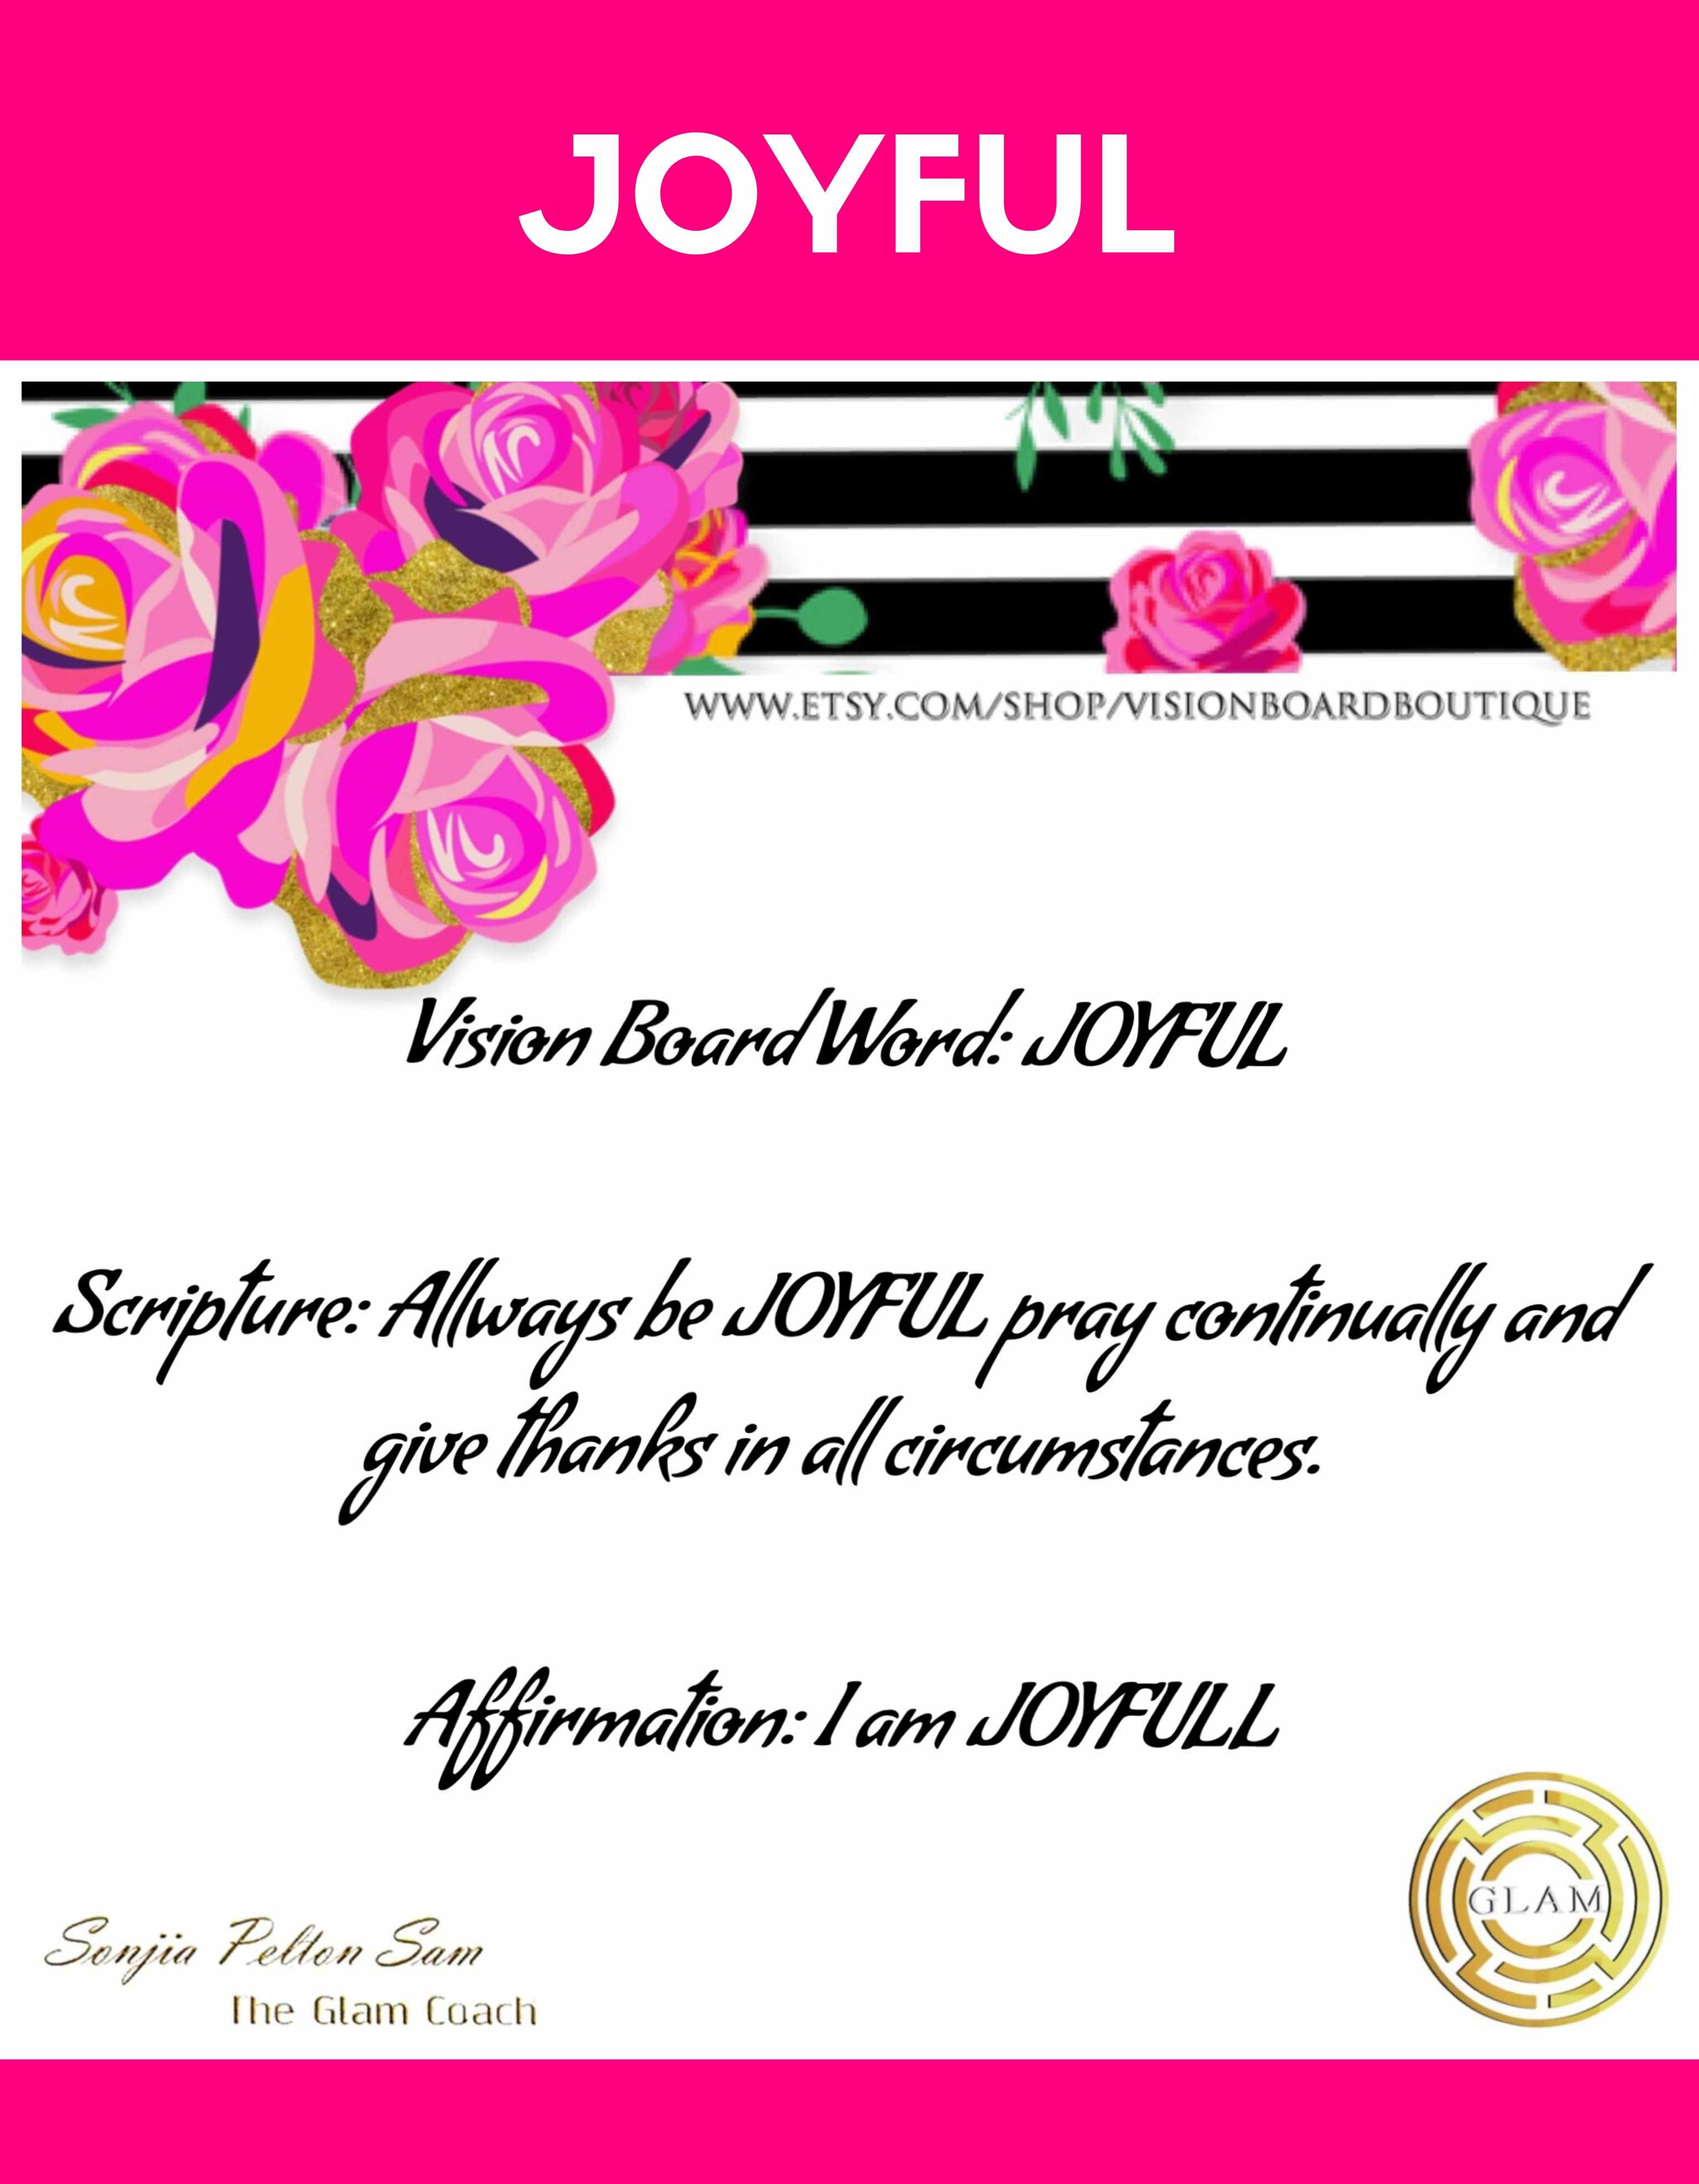 JOYFUL
WWW.ETSY.COM/SHOP/VISIONBOARDBOUTIQUE
Vision Board Word: JOYFUL
Scripture: Allways be JOYFUL pray continually and
give thanks in all circumstances.
Affirmation: I am JOYFULL
GLAM
Sonjia Pelton Sam
The Glam Coach